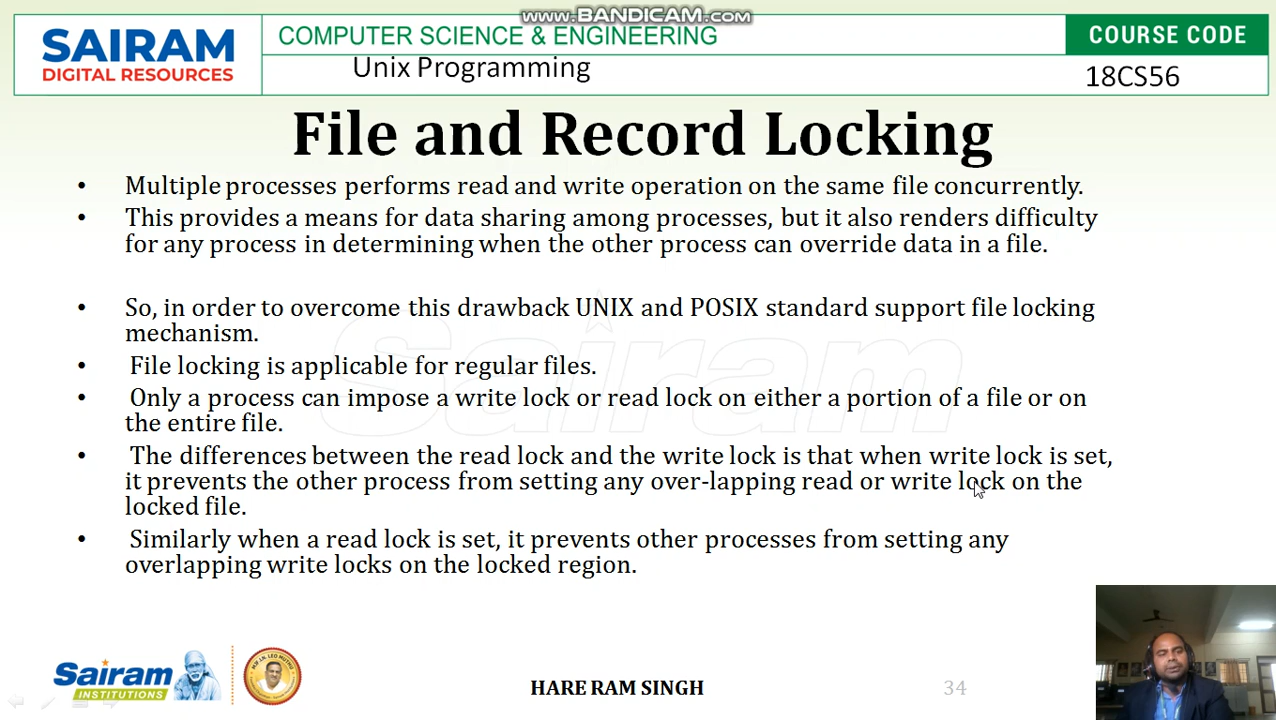 WWW.BANDICAM.COM
SAIRAM
DIGITAL RESOURCES
COMPUTER SCIENCE & ENGINEERING
COURSE CODE
Unix Programming
18CS56
File and Record Locking
• Multiple processes performs read and write operation on the same file concurrently.
• This provides a means for data sharing among processes, but it also renders difficulty
for any process in determining when the other process can override data in a file.
• So, in order to overcome this drawback UNIX and POSIX standard support file locking
mechanism.
• File locking is applicable for regular files.
• Only a process can impose a write lock or read lock on either a portion of a file or on
the entire file.
• The differences between the read lock and the write lock is that when write lock is set,
it prevents the other process from setting any over-lapping read or write lock on the
locked file.
• Similarly when a read lock is set, it prevents other processes from setting any
overlapping write locks on the locked region.
Sairam
Sairam
INSTITUTIONS
MJF. LN. LEO MUTHU
HARE RAM SINGH
34